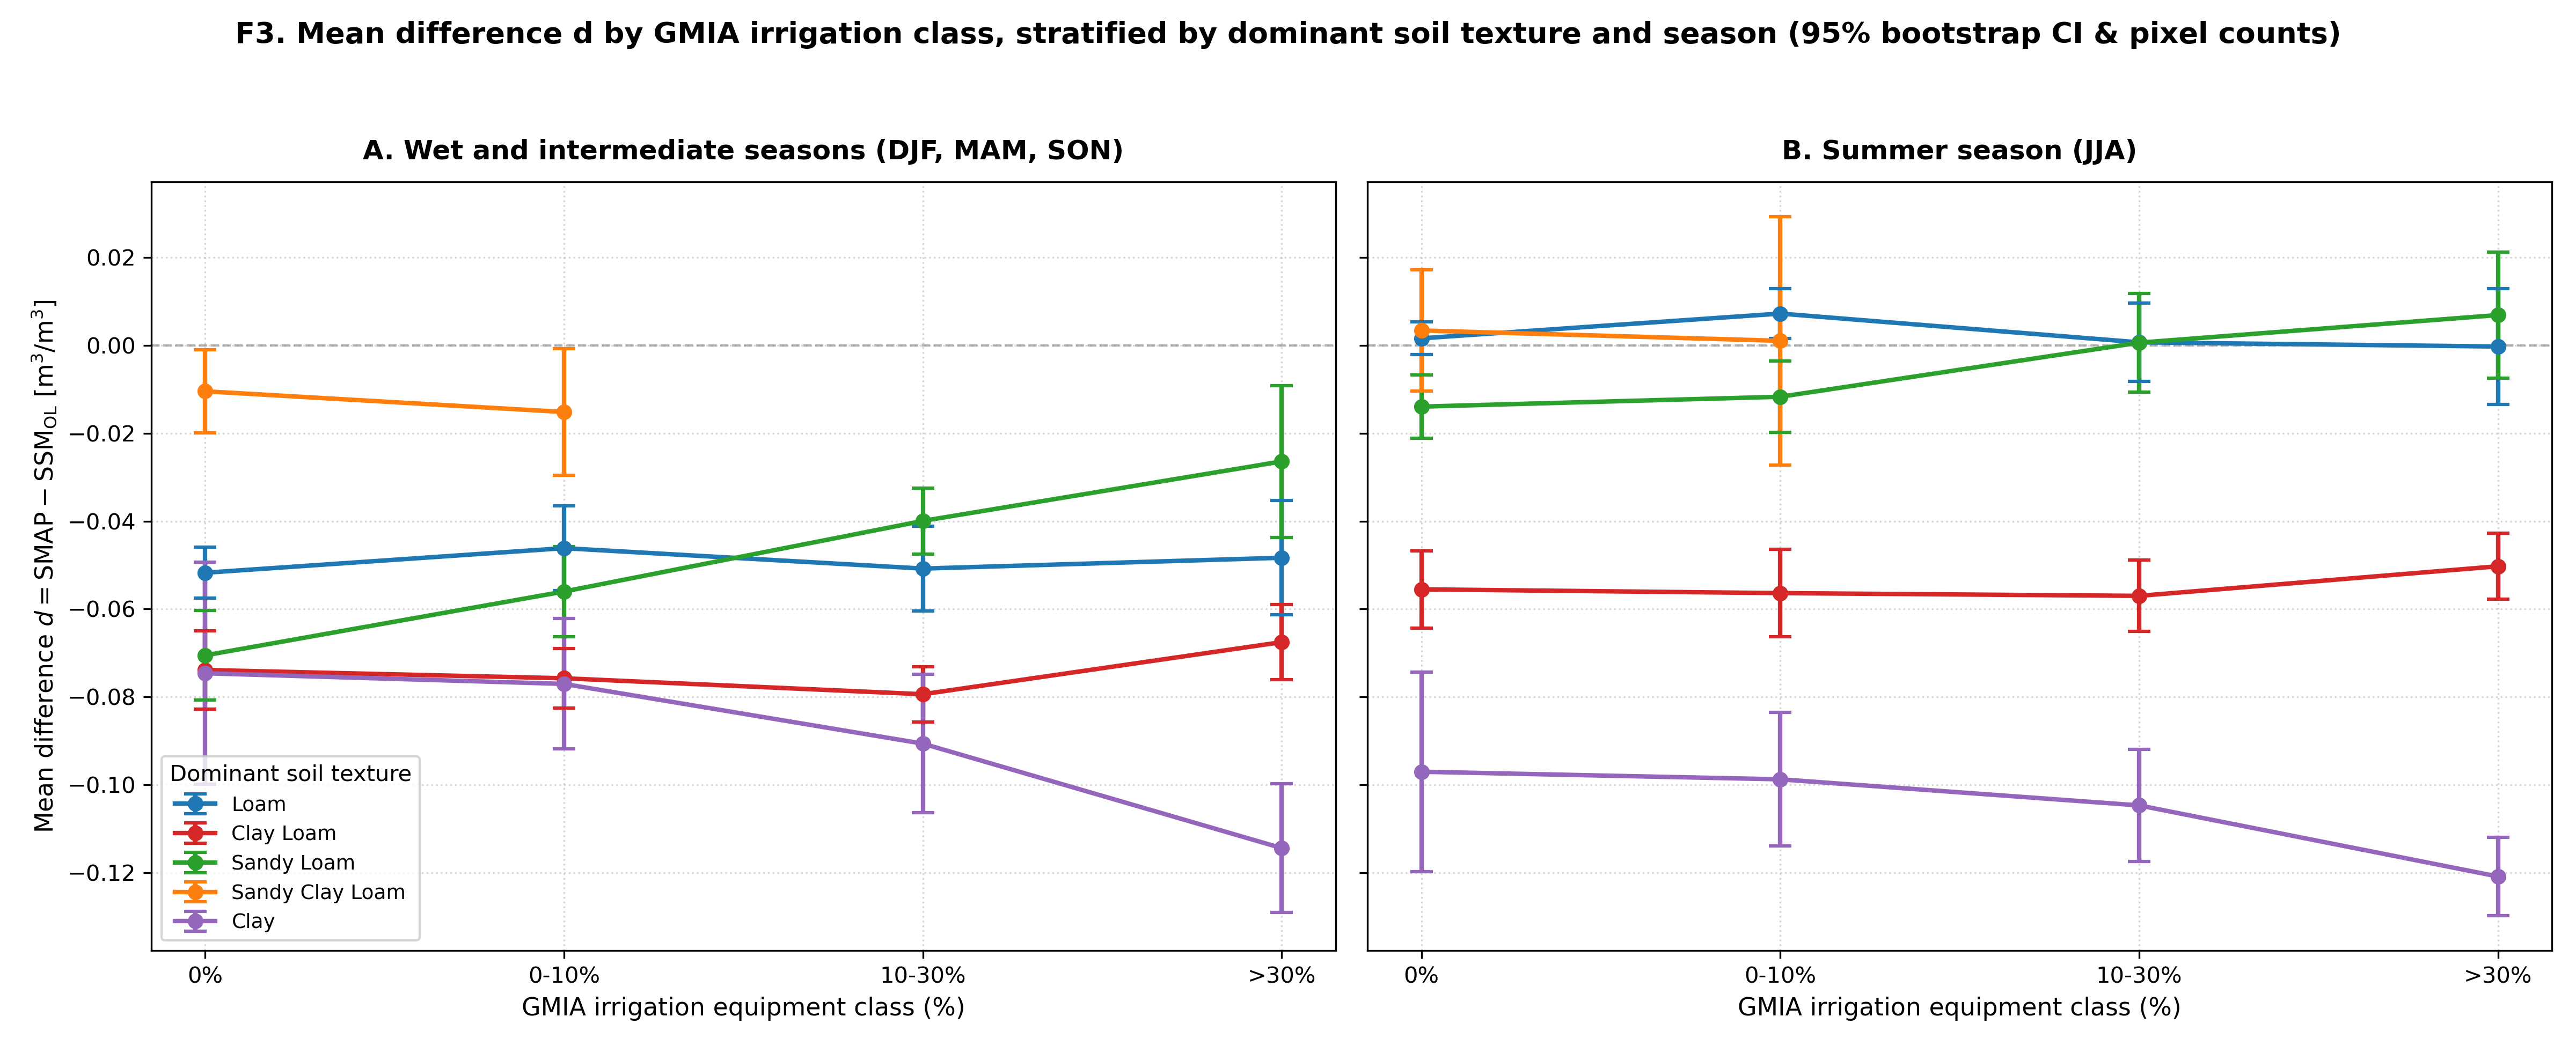 F3. Mean difference d by GMIA irrigation class, stratified by dominant soil texture and season (95% bootstrap CI & pixel counts)
A. Wet and intermediate seasons (DJF, MAM, SON)
B. Summer season (JJA)
Mean difference d = SMAP − SSM_OL [m³/m³]
0.02
0.00
−0.02
−0.04
−0.06
−0.08
−0.10
−0.12
Dominant soil texture
Loam
Clay Loam
Sandy Loam
Sandy Clay Loam
Clay
0% 0-10% 10-30% >30%
GMIA irrigation equipment class (%)
0% 0-10% 10-30% >30%
GMIA irrigation equipment class (%)